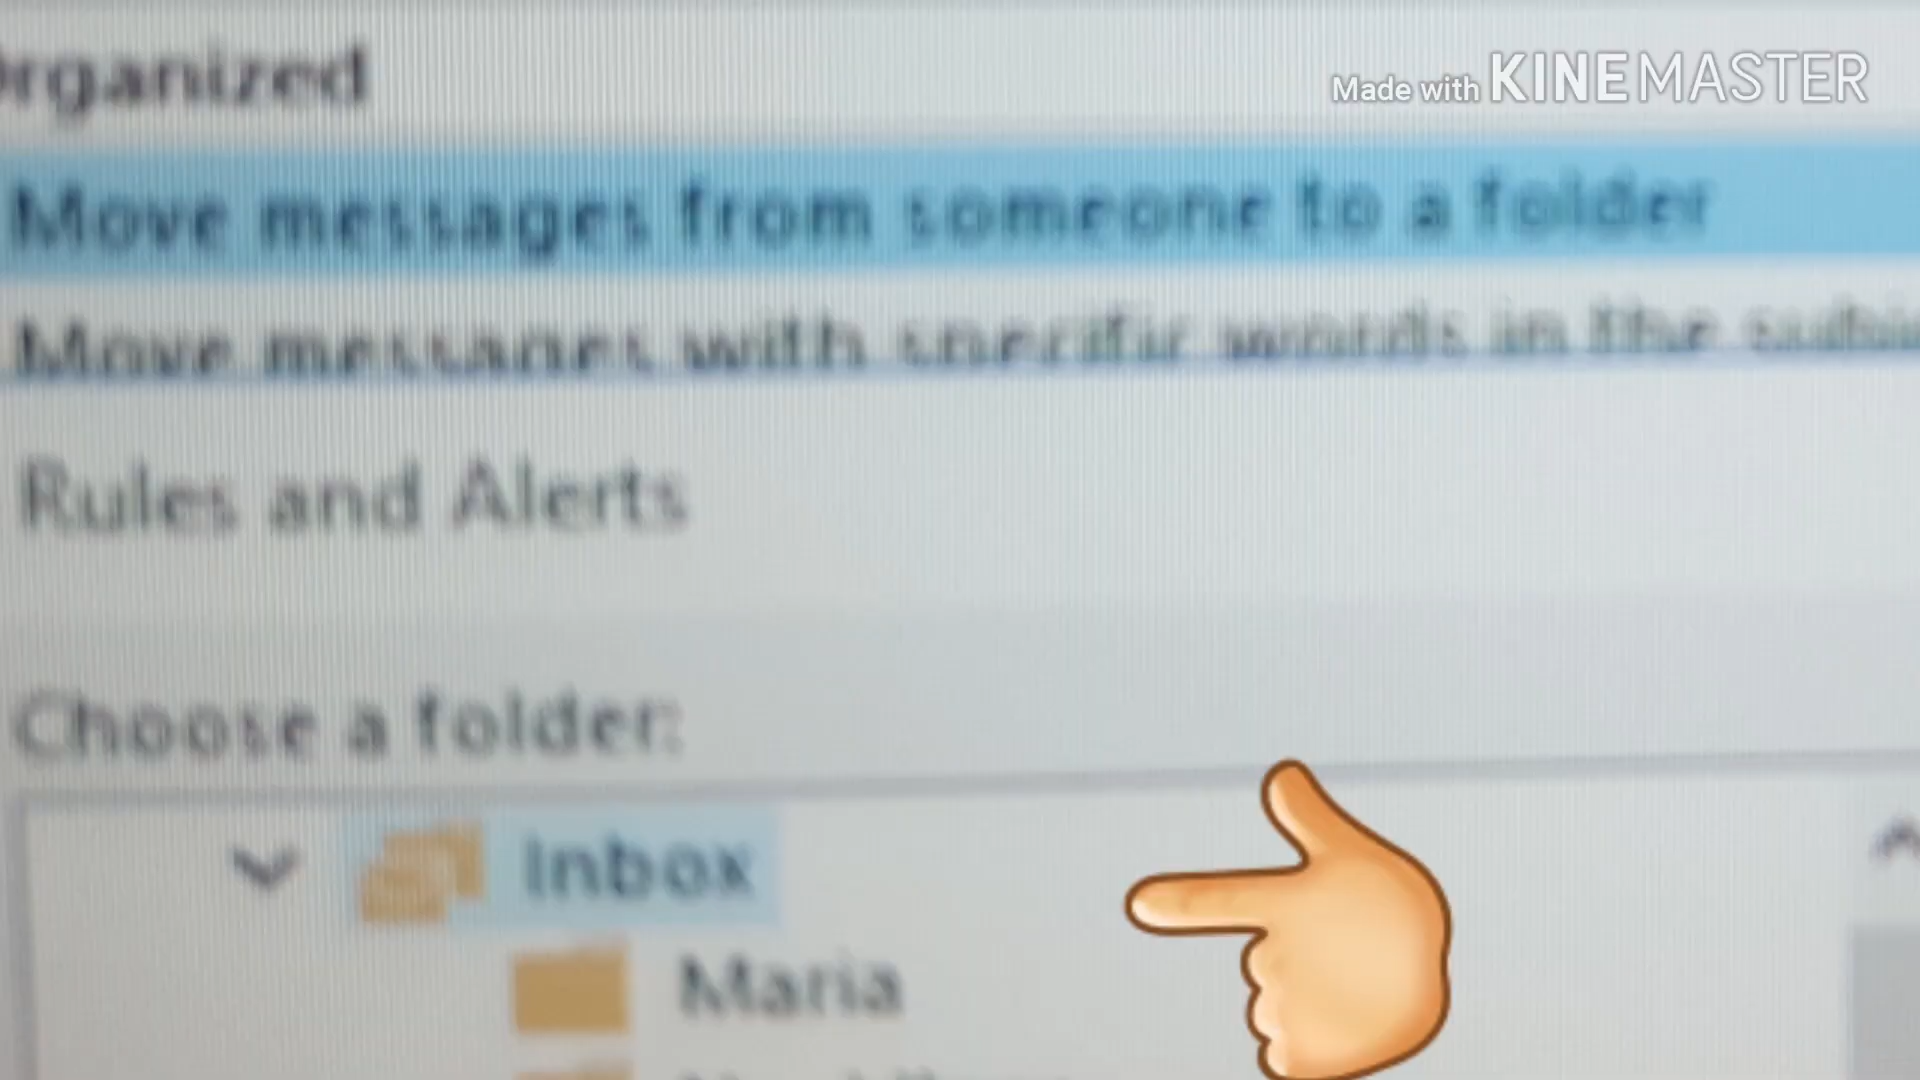 Organized
Made with KINEMASTER
Move messages from someone to a folder
Move messages with specific words in the
Rules and Alerts
Choose a folder:
Inbox
Maria